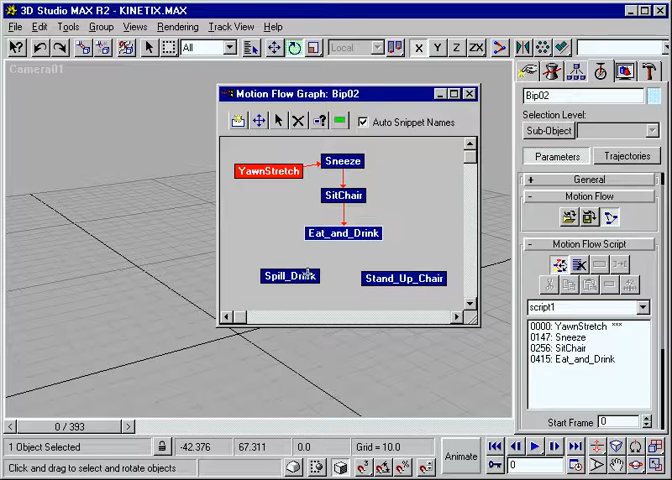 3D Studio MAX R2 - KINETIX.MAX
File Edit Tools Group Views Rendering Track View Help
All Local X Y Z ZX
Camera01
Motion Flow Graph: Bip02
Auto Snippet Names
Sneeze
YawnStretch
SitChair
Eat_and_Drink
Spill_Drink
Stand_Up_Chair
Bip02
Selection Level:
Sub-Object
Parameters Trajectories
+ General
- Motion Flow
- Motion Flow Script
script1
0000: YawnStretch ***
0147: Sneeze
0256: SitChair
0415: Eat_and_Drink
Start Frame 0
0 / 393
1 Object Selected -42.376 67.311 0.0 Grid = 10.0
Animate
Click and drag to select and rotate objects
0